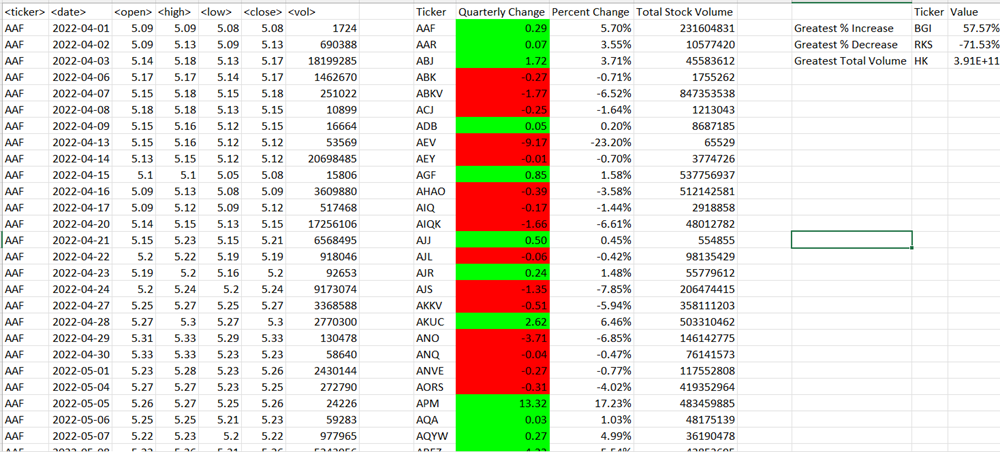 <ticker> <date> <open> <high> <low> <close> <vol> Ticker Quarterly Change Percent Change Total Stock Volume Ticker Value
AAF 2022-04-01 5.09 5.09 5.08 5.08 1724 AAF 0.29 5.70% 231604831 Greatest % Increase BGI 57.57%
AAF 2022-04-02 5.09 5.13 5.09 5.13 690388 AAR 0.07 3.55% 10577420 Greatest % Decrease RKS -71.53%
AAF 2022-04-03 5.14 5.18 5.13 5.17 18199285 ABJ 1.72 3.71% 45583612 Greatest Total Volume HK 3.91E+11
AAF 2022-04-06 5.17 5.17 5.14 5.17 1462670 ABK -0.27 -0.71% 1755262
AAF 2022-04-07 5.15 5.18 5.15 5.18 251022 ABKV -1.77 -6.52% 847353538
AAF 2022-04-08 5.18 5.18 5.13 5.15 10899 ACJ -0.25 -1.64% 1213043
AAF 2022-04-09 5.15 5.16 5.12 5.15 16664 ADB 0.05 0.20% 8687185
AAF 2022-04-13 5.15 5.16 5.12 5.12 53569 AEV -9.17 -23.20% 65529
AAF 2022-04-14 5.13 5.15 5.12 5.12 20698485 AEY -0.01 -0.70% 3774726
AAF 2022-04-15 5.1 5.1 5.05 5.08 15806 AGF 0.85 1.58% 537756937
AAF 2022-04-16 5.09 5.13 5.08 5.09 3609880 AHAO -0.39 -3.58% 512142581
AAF 2022-04-17 5.09 5.12 5.09 5.12 517468 AIQ -0.17 -1.44% 2918858
AAF 2022-04-20 5.14 5.15 5.13 5.15 17256106 AIQK -1.66 -6.61% 48012782
AAF 2022-04-21 5.15 5.23 5.15 5.21 6568495 AJJ 0.50 0.45% 554855
AAF 2022-04-22 5.2 5.22 5.19 5.19 918046 AJL -0.06 -0.42% 98135429
AAF 2022-04-23 5.19 5.2 5.16 5.2 92653 AJR 0.24 1.48% 55779612
AAF 2022-04-24 5.2 5.24 5.2 5.24 9173074 AJS -1.35 -7.85% 206474415
AAF 2022-04-27 5.25 5.27 5.25 5.27 3368588 AKKV -0.51 -5.94% 358111203
AAF 2022-04-28 5.27 5.3 5.27 5.3 2770300 AKUC 2.62 6.46% 503310462
AAF 2022-04-29 5.31 5.33 5.29 5.33 130478 ANO -3.71 -6.85% 146142775
AAF 2022-04-30 5.33 5.33 5.23 5.23 58640 ANQ -0.04 -0.47% 76141573
AAF 2022-05-01 5.23 5.28 5.23 5.26 2430144 ANVE -0.27 -0.77% 117552808
AAF 2022-05-04 5.27 5.27 5.25 5.25 272790 AORS -0.31 -4.02% 419352964
AAF 2022-05-05 5.26 5.27 5.25 5.26 24226 APM 13.32 17.23% 483459885
AAF 2022-05-06 5.25 5.25 5.21 5.23 59283 AQA 0.03 1.03% 48175139
AAF 2022-05-07 5.22 5.23 5.2 5.22 977965 AQYW 0.27 4.99% 36190478